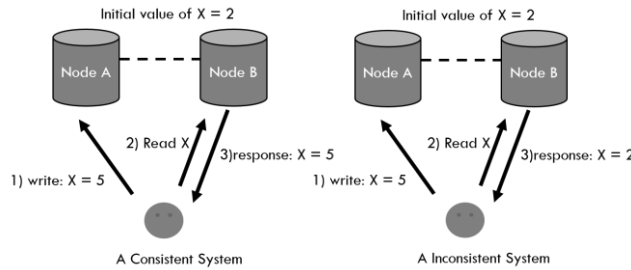 Initial value of X = 2
Node A
Node B
2) Read X
3)response: X = 5
1) write: X = 5
A Consistent System
Initial value of X = 2
Node A
Node B
2) Read X
3)response: X = 2
1) write: X = 5
A Inconsistent System